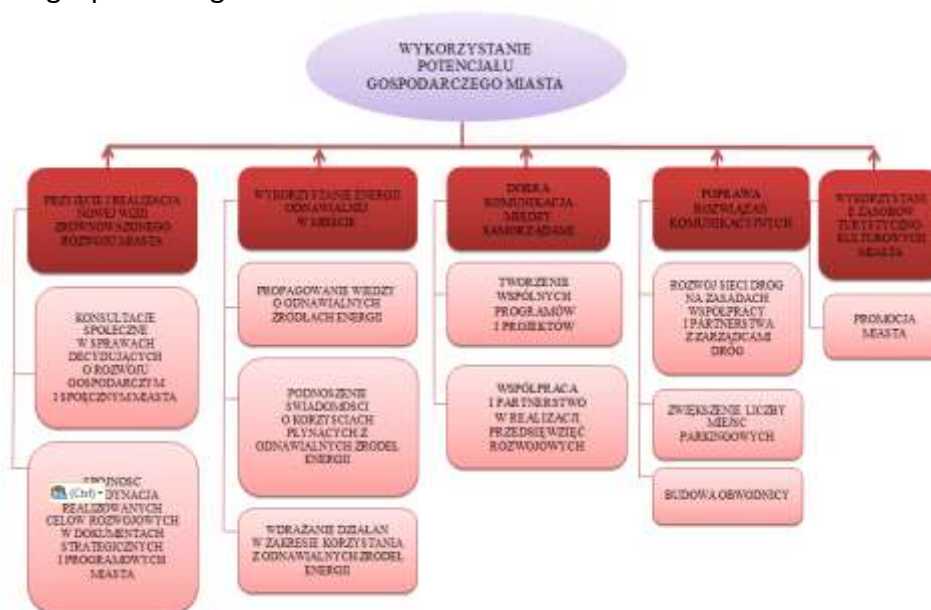 WYKORZYSTANIE
POTENCJAŁU
GOSPODARCZEGO MIASTA
PRZYJĘCIE I REALIZACJA
NOWEJ WIZJI
ZRÓWNOWAŻONEGO
ROZWOJU MIASTA
KONSULTACJE
SPOŁECZNE
W SPRAWACH
DECYDUJĄCYCH
O ROZWOJU
GOSPODARCZYM
I SPOŁĘCZNYM MIASTA
SPÓJNOŚĆ
(Ctrl)
DYNACJA
REALIZOWANYCH
CELÓW ROZWOJOWYCH
W DOKUMENTACH
STRATEGICZNYCH
I PROGRAMOWYCH
MIASTA
WYKORZYSTANIE ENERGII
ODNAWIALNEJ
W MIEŚCIE
PROPAGOWANIE WIEDZY
O ODNAWIALNYCH
ŹRÓDŁACH ENERGII
PODNOSZENIE
ŚWIADOMOŚCI
O KORZYŚCIACH
PŁYNĄCYCH Z
ODNAWIALNYCH ŹRÓDEŁ
ENERGII
WDRAŻANIE DZIAŁAŃ
W ZAKRESIE KORZYSTANIA
Z ODNAWIALNYCH ŹRÓDEŁ
ENERGII
DOBRA
KOMUNIKACJA
MIĘDZY
SAMORZĄDAMI
TWORZENIE
WSPÓLNYCH
PROGRAMÓW
I PROJEKTÓW
WSPÓŁPRACA
I PARTNERSTWO
W REALIZACJI
PRZEDSIĘWZIĘĆ
ROZWOJOWYCH
POPRAWA
ROZWIĄZAŃ
KOMUNIKACYJNYCH
ROZWÓJ SIECI DRÓG
NA ZASADACH
WSPÓŁPRACY
I PARTNERSTWA
Z ZARZĄDCAMI
DRÓG
ZWIĘKSZENIE LICZBY
MIEJSC
PARKINGOWYCH
BUDOWA OBWODNICY
WYKORZYSTANI
E ZASOBÓW
TURYSTYCZNO-
KULTUROWYCH
MIASTA
PROMOCJA
MIASTA